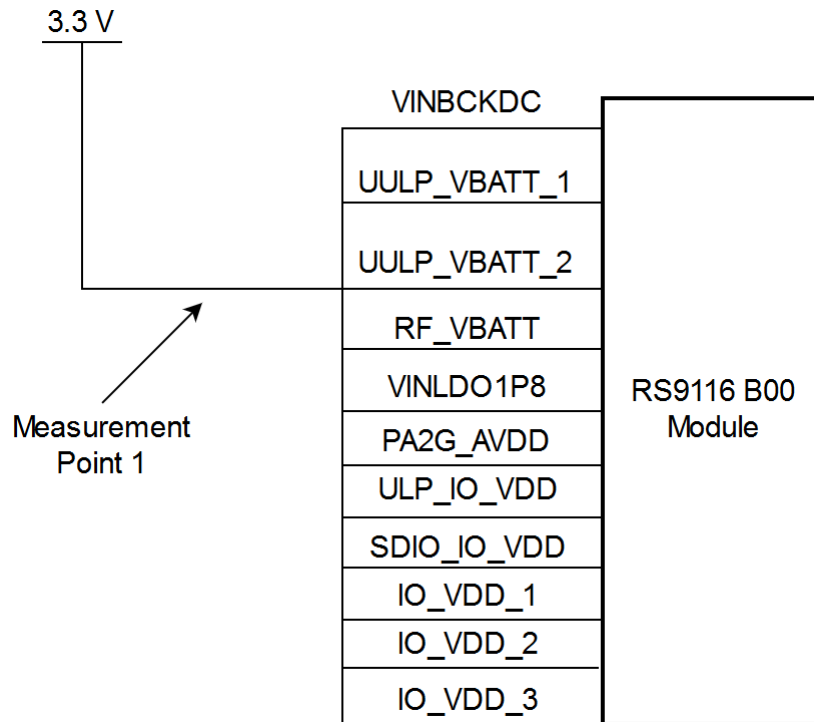 3.3 V
VINBCKDC
UULP_VBATT_1
UULP_VBATT_2
RF_VBATT
VINLDO1P8
PA2G_AVDD
ULP_IO_VDD
SDIO_IO_VDD
IO_VDD_1
IO_VDD_2
IO_VDD_3
Measurement
Point 1
RS9116 B00
Module